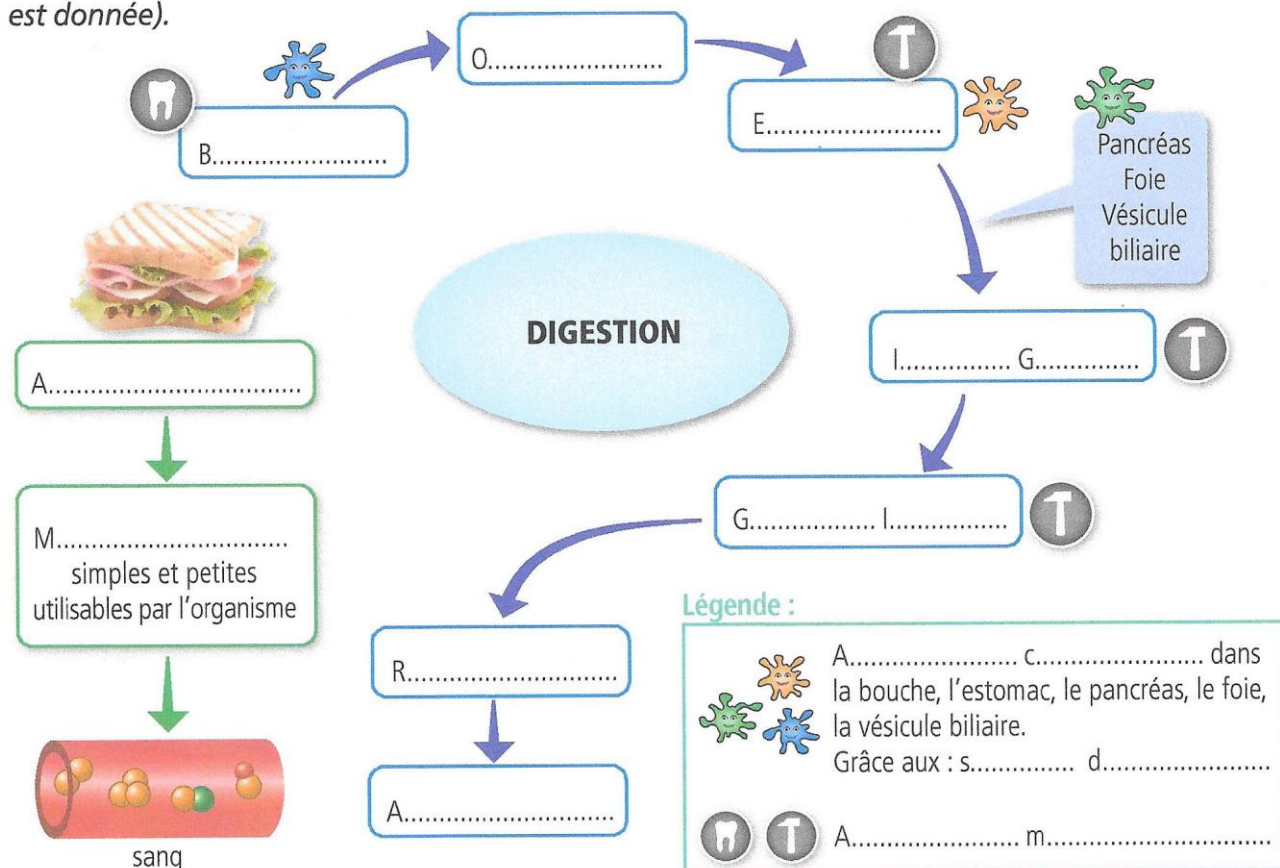 est donnée).
O........................
B........................
E........................
Pancréas
Foie
Vésicule
biliaire
DIGESTION
A..................................
I............... G..............
M...............................
simples et petites
utilisables par l'organisme
G................. I................
R............................
A............................
sang
Légende :
A....................... c....................... dans
la bouche, l'estomac, le pancréas, le foie,
la vésicule biliaire.
Grâce aux : s.............. d.......................
A....................... m..............................